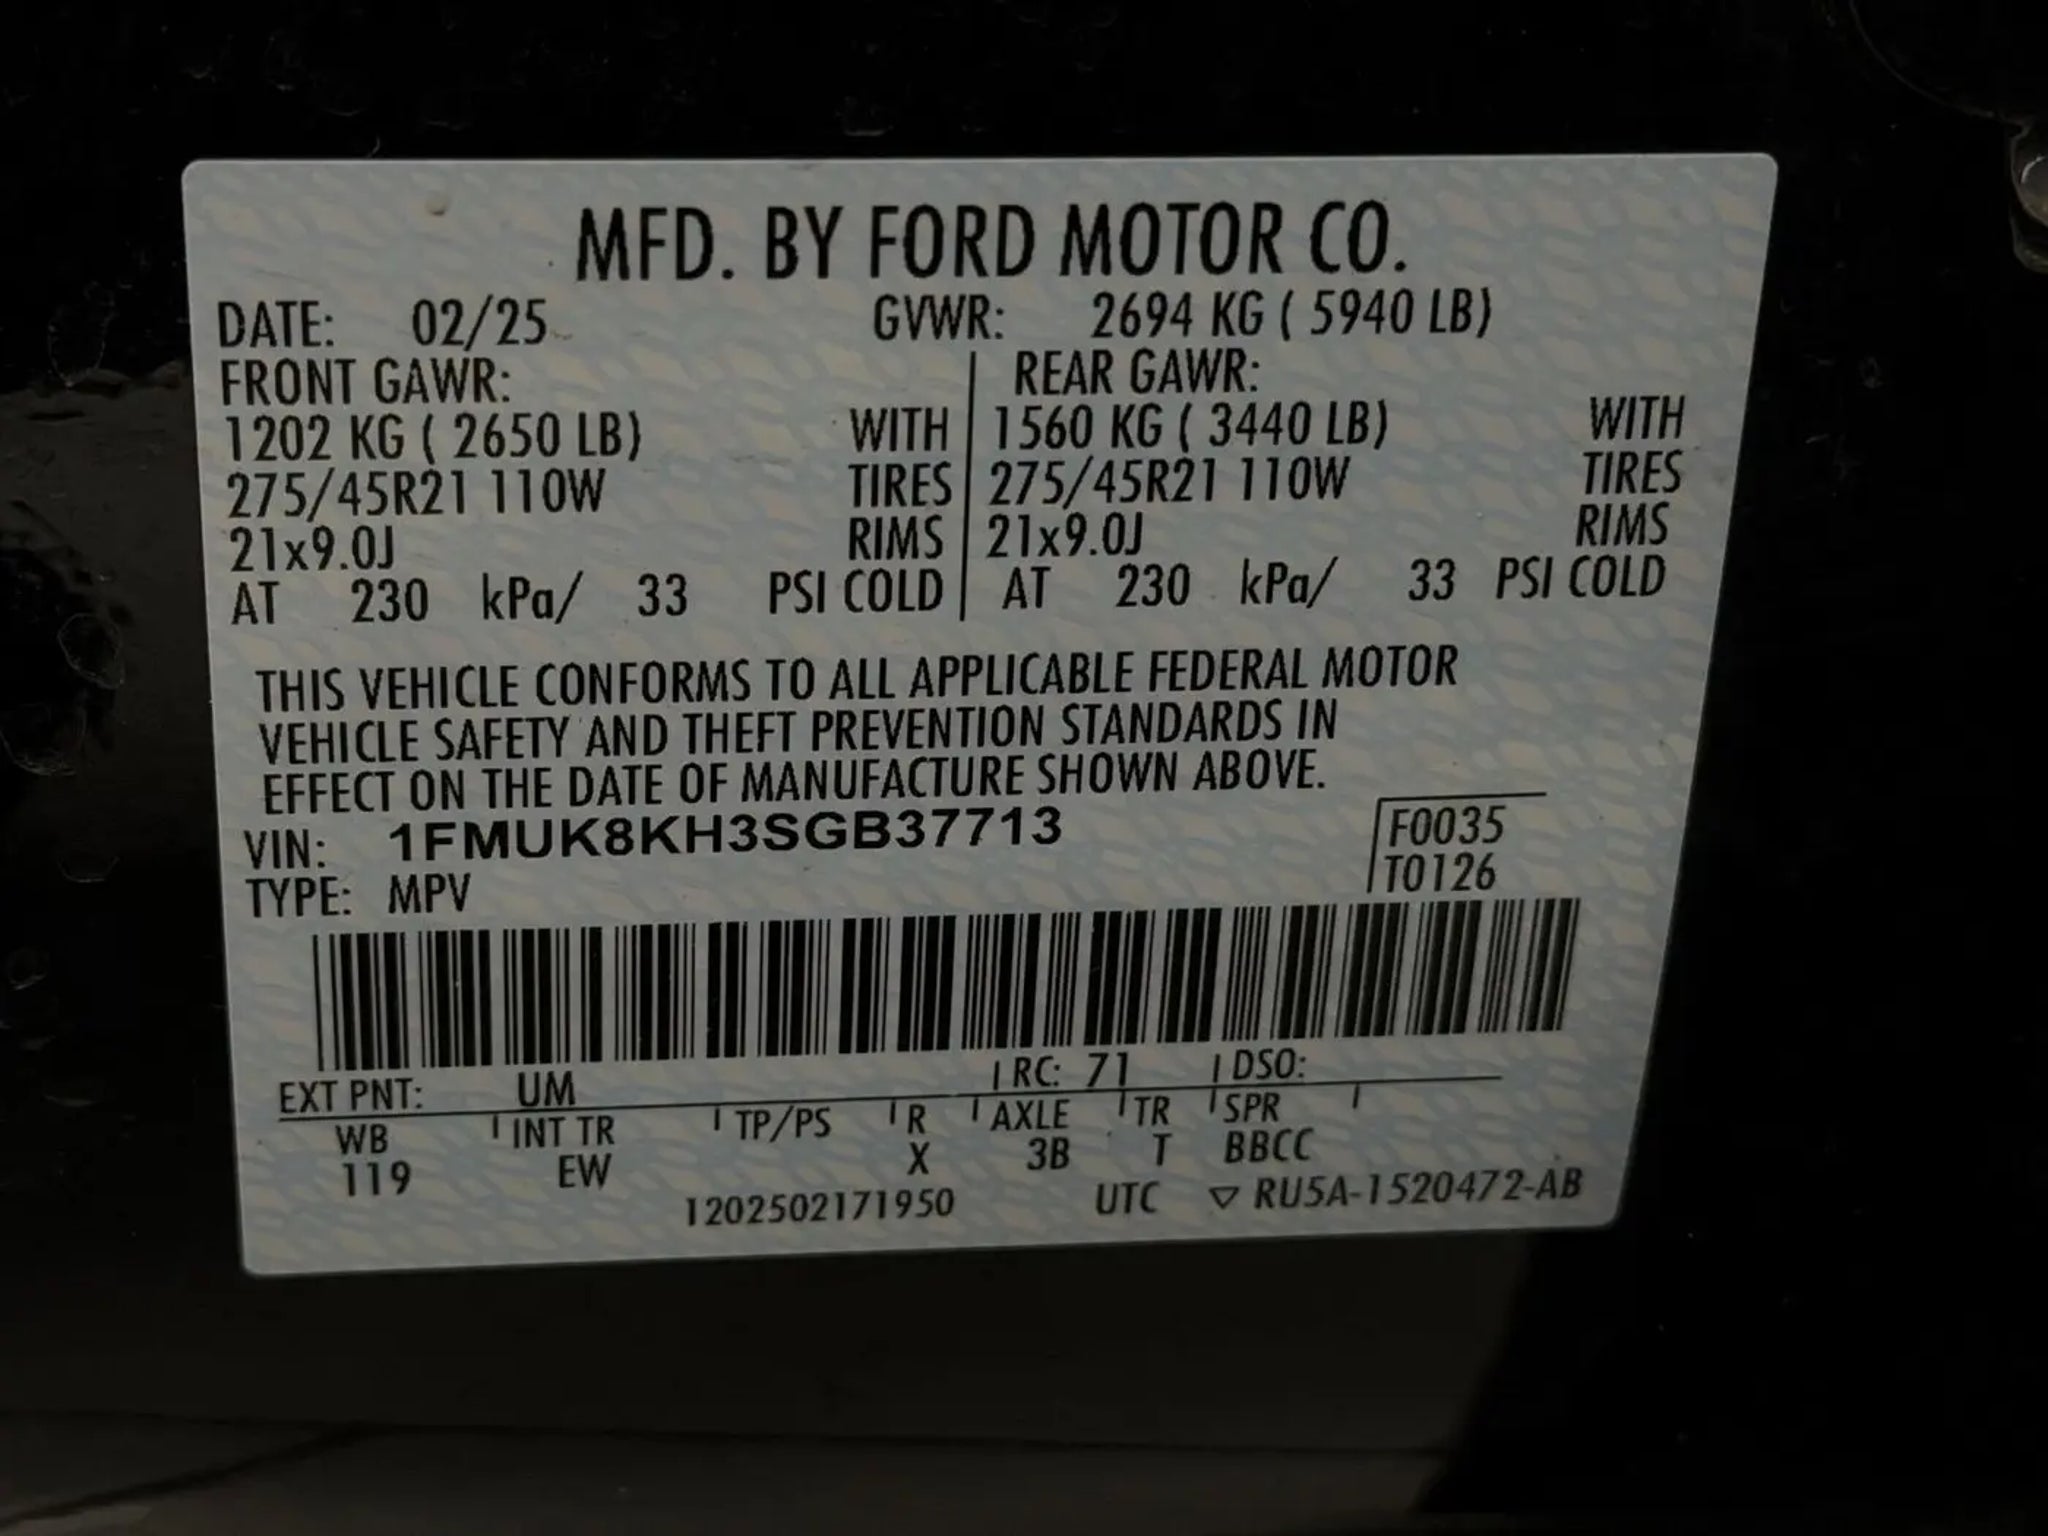 MFD. BY FORD MOTOR CO.
DATE: 02/25 GVWR: 2694 KG ( 5940 LB)
FRONT GAWR: REAR GAWR:
1202 KG ( 2650 LB) WITH 1560 KG ( 3440 LB) WITH
275/45R21 110W TIRES 275/45R21 110W TIRES
21x9.0J RIMS 21x9.0J RIMS
AT 230 kPa/ 33 PSI COLD AT 230 kPa/ 33 PSI COLD
THIS VEHICLE CONFORMS TO ALL APPLICABLE FEDERAL MOTOR
VEHICLE SAFETY AND THEFT PREVENTION STANDARDS IN
EFFECT ON THE DATE OF MANUFACTURE SHOWN ABOVE.
VIN: 1FMUK8KH3SGB37713 F0035
TYPE: MPV T0126
EXT PNT: UM RC: 71 DSO:
WB INT TR TP/PS R AXLE TR SPR
119 EW X 3B T BBCC
1202502171950 UTC ▽ RU5A-1520472-AB